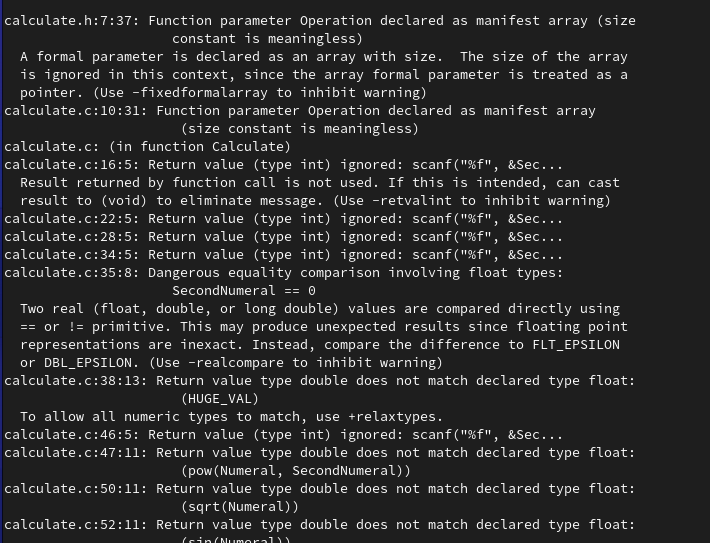 calculate.h:7:37: Function parameter Operation declared as manifest array (size
constant is meaningless)
A formal parameter is declared as an array with size.  The size of the array
is ignored in this context, since the array formal parameter is treated as a
pointer. (Use -fixedformalarray to inhibit warning)
calculate.c:10:31: Function parameter Operation declared as manifest array
(size constant is meaningless)
calculate.c: (in function Calculate)
calculate.c:16:5: Return value (type int) ignored: scanf("%f", &Sec...
Result returned by function call is not used. If this is intended, can cast
result to (void) to eliminate message. (Use -retvalint to inhibit warning)
calculate.c:22:5: Return value (type int) ignored: scanf("%f", &Sec...
calculate.c:28:5: Return value (type int) ignored: scanf("%f", &Sec...
calculate.c:34:5: Return value (type int) ignored: scanf("%f", &Sec...
calculate.c:35:8: Dangerous equality comparison involving float types:
SecondNumeral == 0
Two real (float, double, or long double) values are compared directly using
== or != primitive. This may produce unexpected results since floating point
representations are inexact. Instead, compare the difference to FLT_EPSILON
or DBL_EPSILON. (Use -realcompare to inhibit warning)
calculate.c:38:13: Return value type double does not match declared type float:
(HUGE_VAL)
To allow all numeric types to match, use +relaxtypes.
calculate.c:46:5: Return value (type int) ignored: scanf("%f", &Sec...
calculate.c:47:11: Return value type double does not match declared type float:
(pow(Numeral, SecondNumeral))
calculate.c:50:11: Return value type double does not match declared type float:
(sqrt(Numeral))
calculate.c:52:11: Return value type double does not match declared type float:
(sin(Numeral))